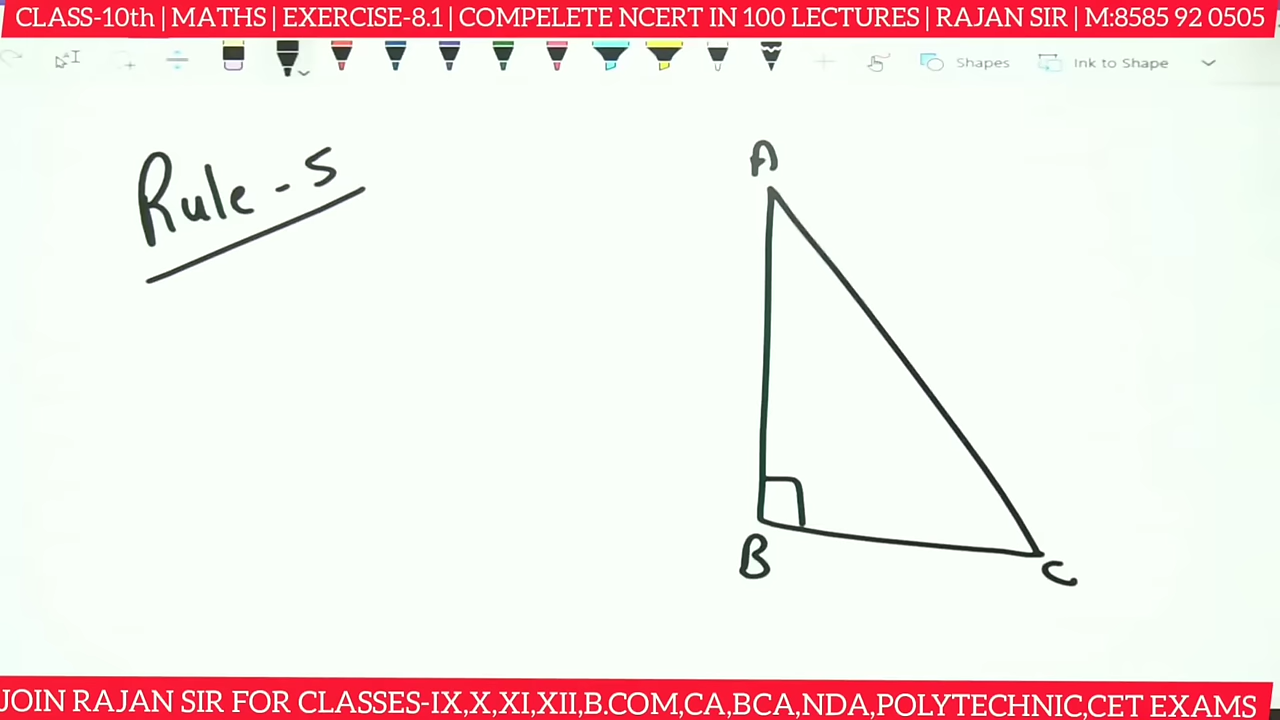 CLASS-10th | MATHS | EXERCISE-8.1 | COMPELETE NCERT IN 100 LECTURES | RAJAN SIR | M:8585 92 0505
Shapes
Ink to Shape
Rule - 5
A
B
C
JOIN RAJAN SIR FOR CLASSES-IX,X,XI,XII,B.COM,CA,BCA,NDA,POLYTECHNIC,CET EXAMS